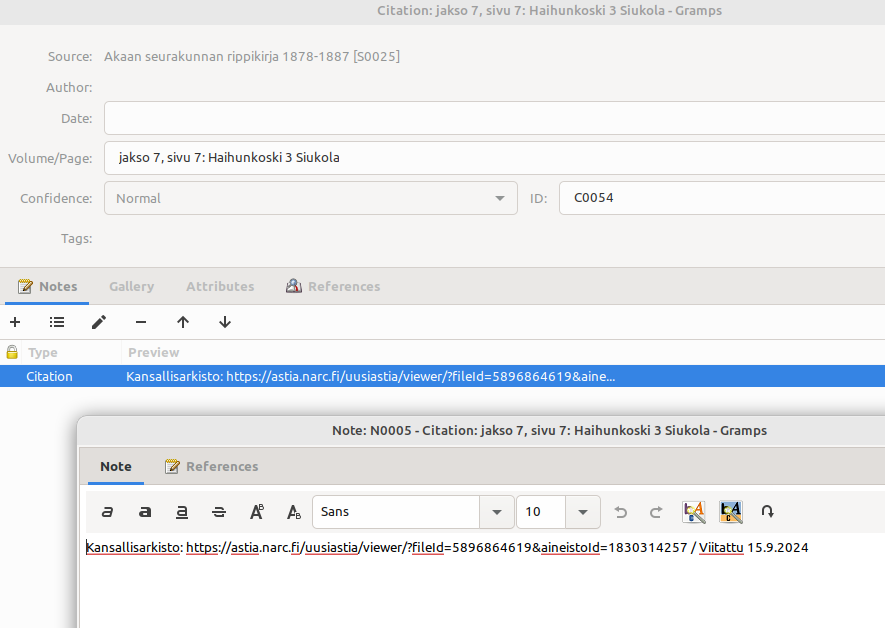 Citation: jakso 7, sivu 7: Haihunkoski 3 Siukola - Gramps
Source: Akaan seurakunnan rippikirja 1878-1887 [S0025]
Author:
Date:
Volume/Page: jakso 7, sivu 7: Haihunkoski 3 Siukola
Confidence: Normal ID: C0054
Tags:
Notes Gallery Attributes References
Type Preview
Citation Kansallisarkisto: https://astia.narc.fi/uusiastia/viewer/?fileId=5896864619&aine...
Note: N0005 - Citation: jakso 7, sivu 7: Haihunkoski 3 Siukola - Gramps
Note References
a a a S A B A B Sans 10
Kansallisarkisto: https://astia.narc.fi/uusiastia/viewer/?fileId=5896864619&aineistoId=1830314257 / Viitattu 15.9.2024